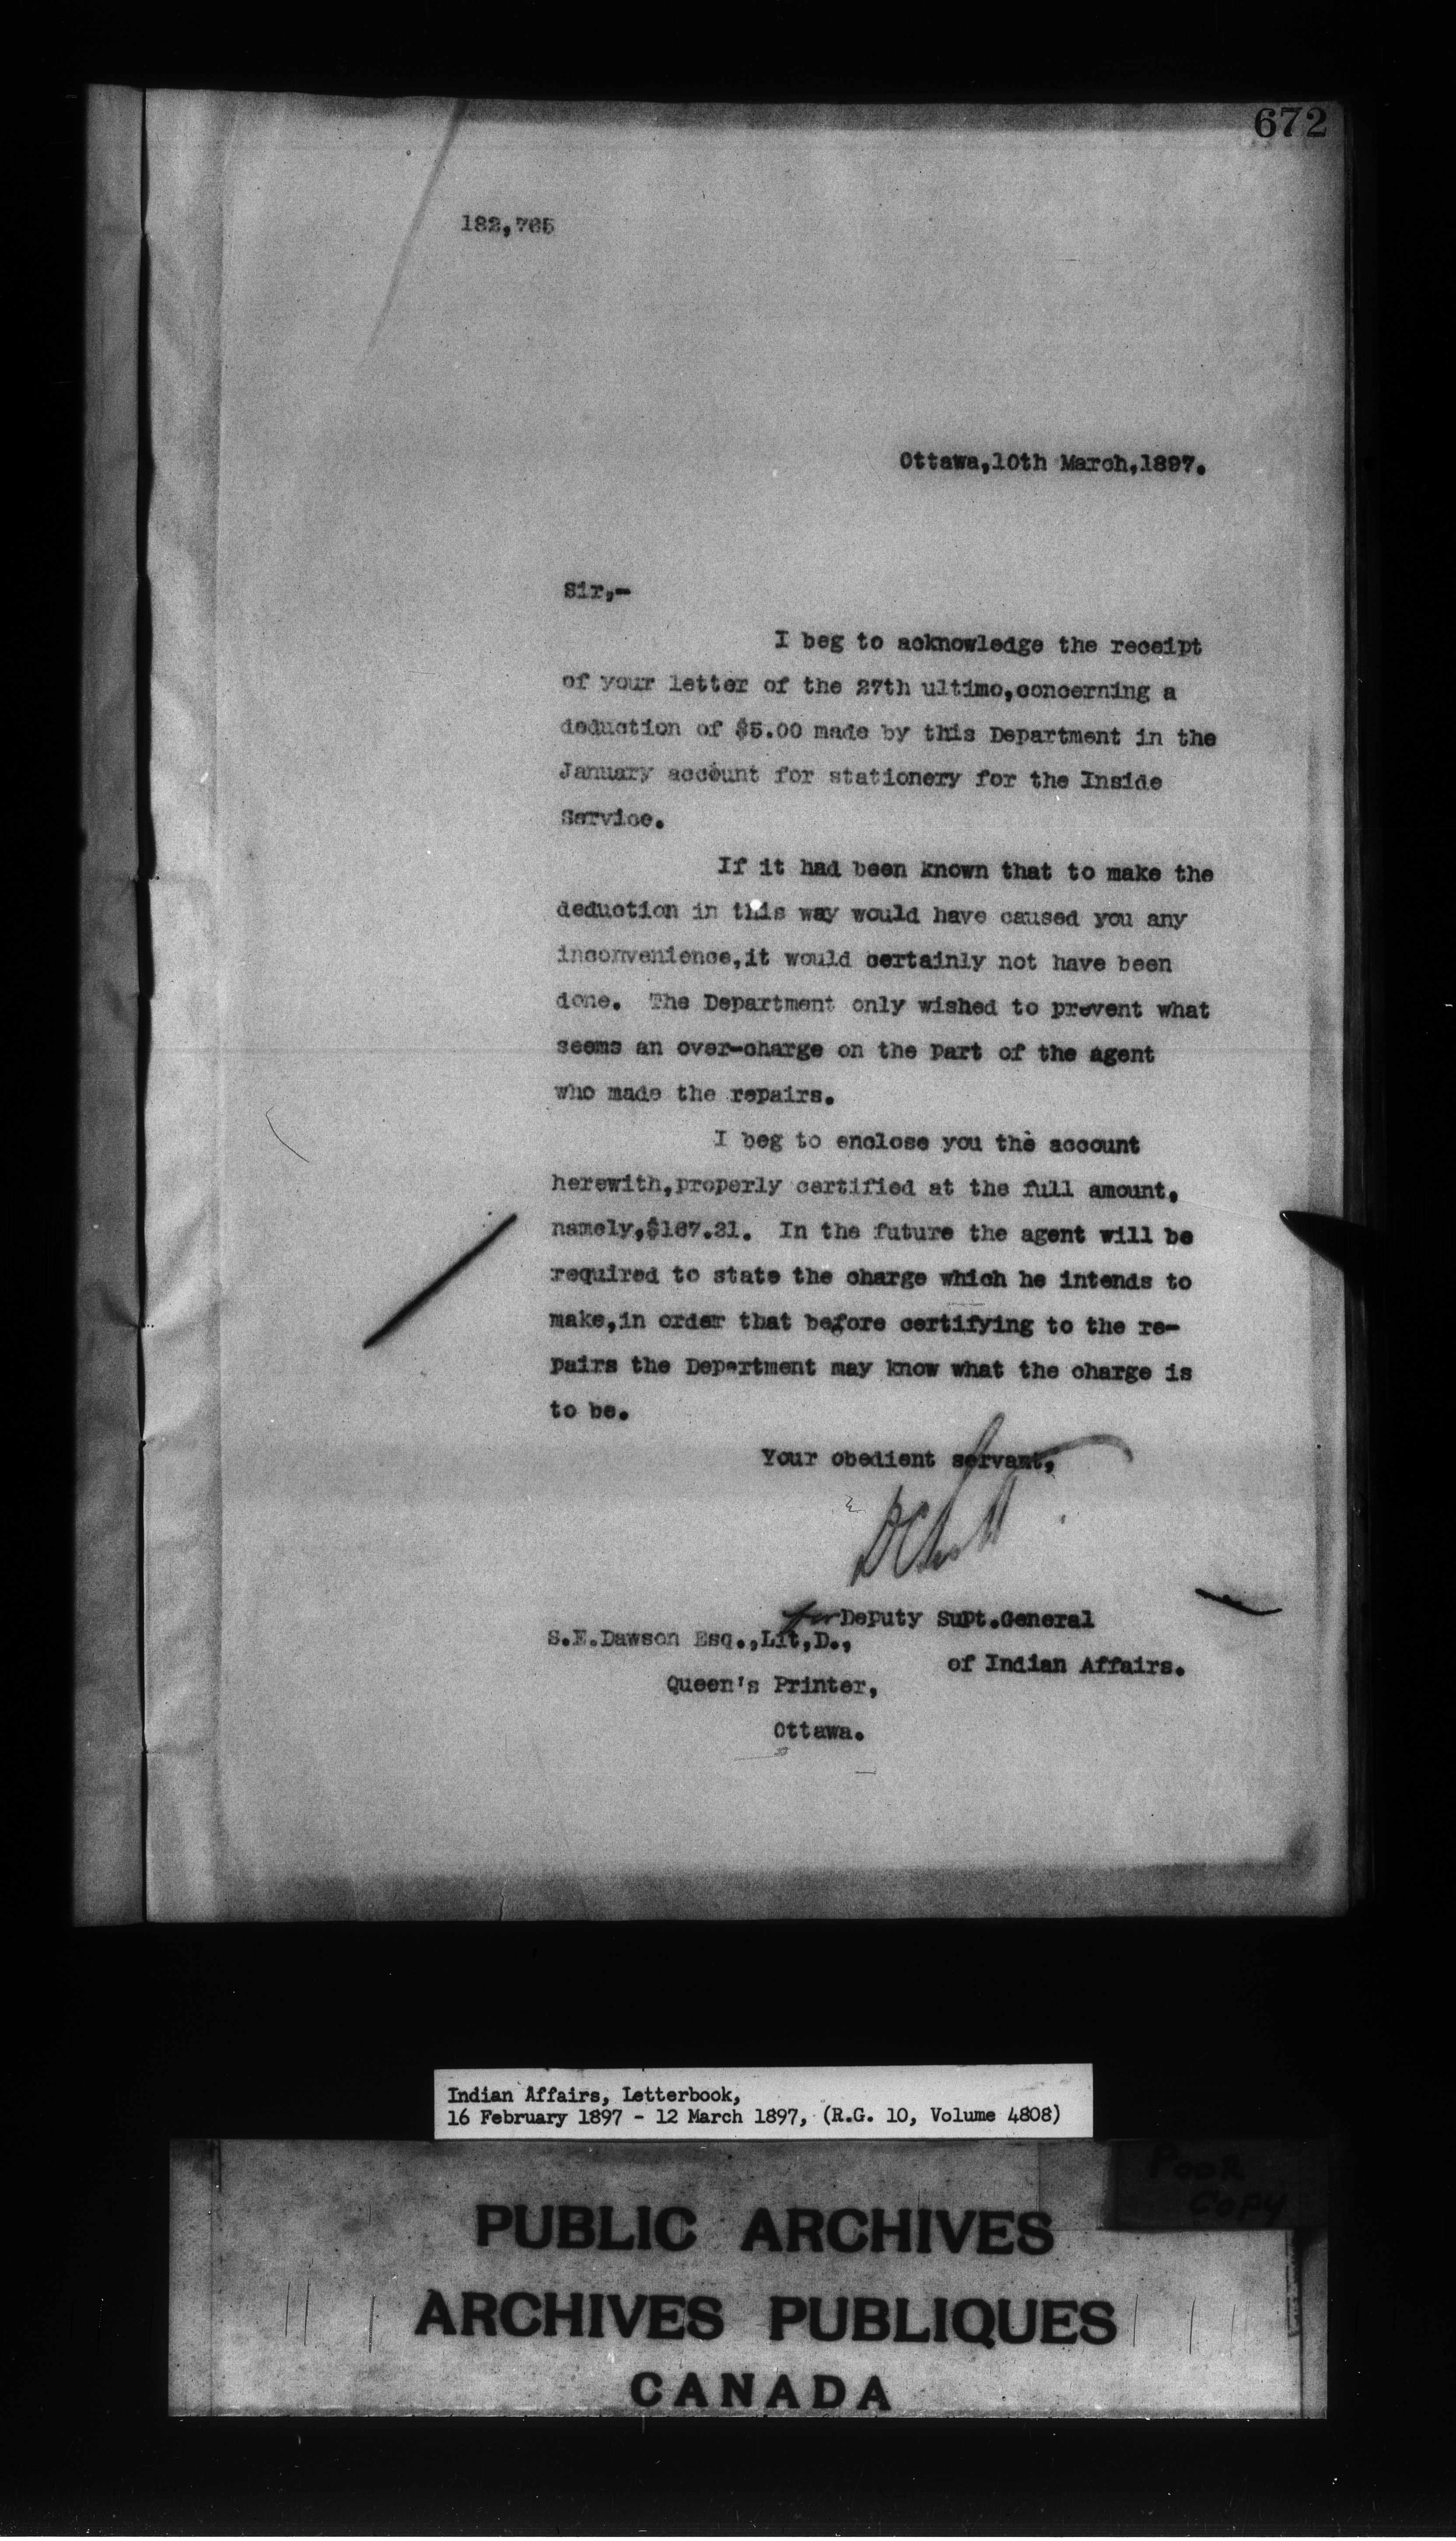 672
182,765
Ottawa,10th March,1897.
Sir,-
I beg to acknowledge the receipt
of your letter of the 27th ultimo,concerning a
deduction of $5.00 made by this Department in the
January account for stationery for the Inside
Service.
If it had been known that to make the
deduction in this way would have caused you any
inconvenience,it would certainly not have been
done. The Department only wished to prevent what
seems an over-charge on the part of the agent
who made the repairs.
I beg to enclose you the account
herewith,properly certified at the full amount,
namely,$167.31. In the future the agent will be
required to state the charge which he intends to
make,in order that before certifying to the re-
pairs the Department may know what the charge is
to be.
Your obedient servant,
D C Scott
for Deputy Supt.General
of Indian Affairs.
S.E.Dawson Esq.,Lit,D.,
Queen's Printer,
Ottawa.
Indian Affairs, Letterbook,
16 February 1897 - 12 March 1897, (R.G. 10, Volume 4808)
POOR
COPY
PUBLIC ARCHIVES
ARCHIVES PUBLIQUES
CANADA